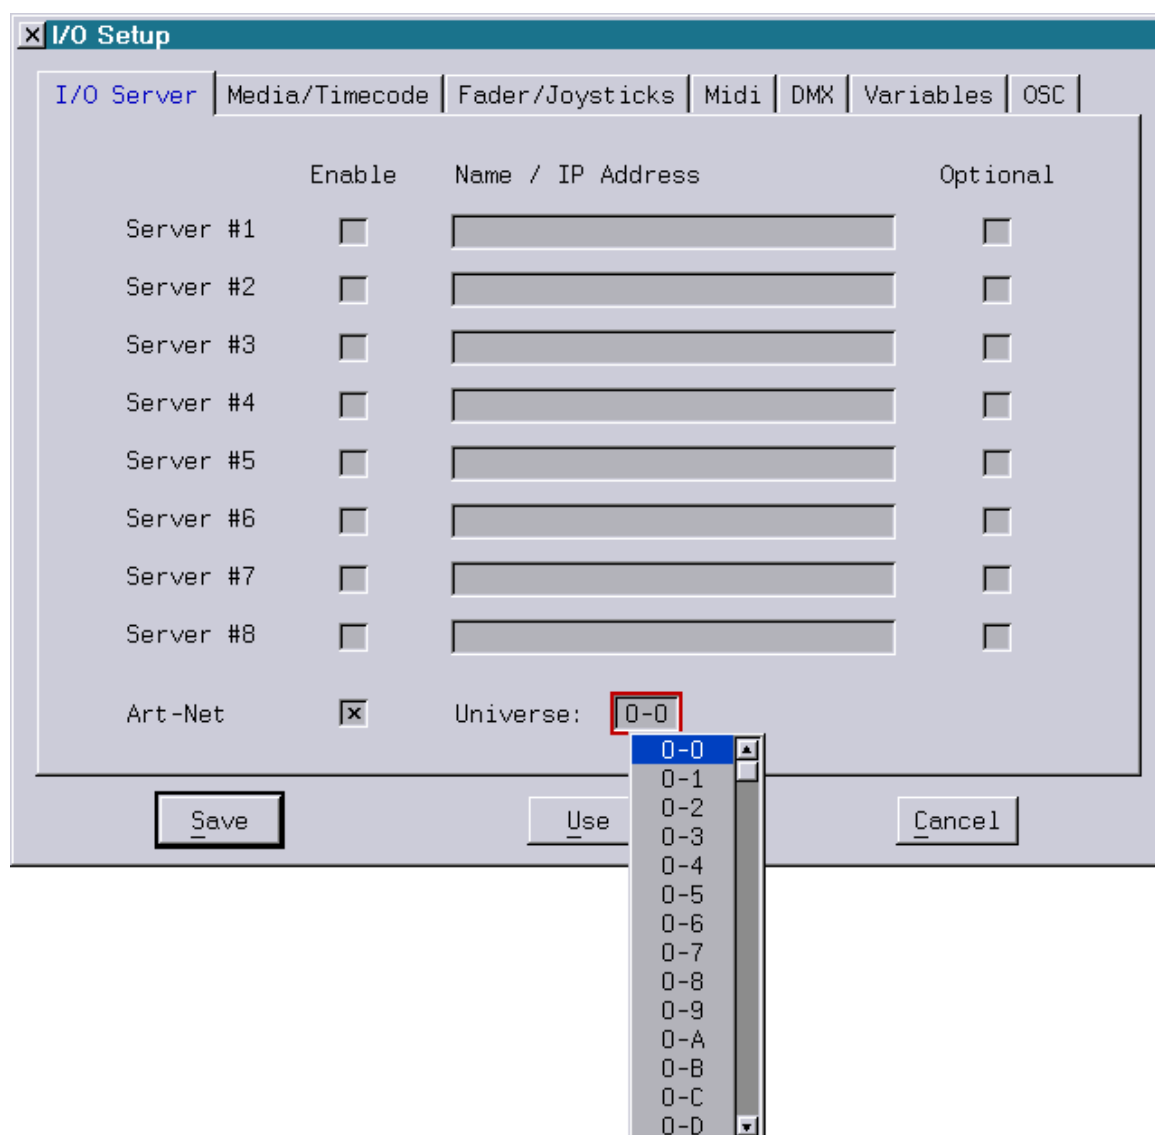 I/O Setup
I/O Server Media/Timecode Fader/Joysticks Midi DMX Variables OSC
Enable Name / IP Address Optional
Server #1
Server #2
Server #3
Server #4
Server #5
Server #6
Server #7
Server #8
Art-Net Universe: 0-0
0-0
0-1
Save Use Cancel
0-2
0-3
0-4
0-5
0-6
0-7
0-8
0-9
0-A
0-B
0-C
0-D